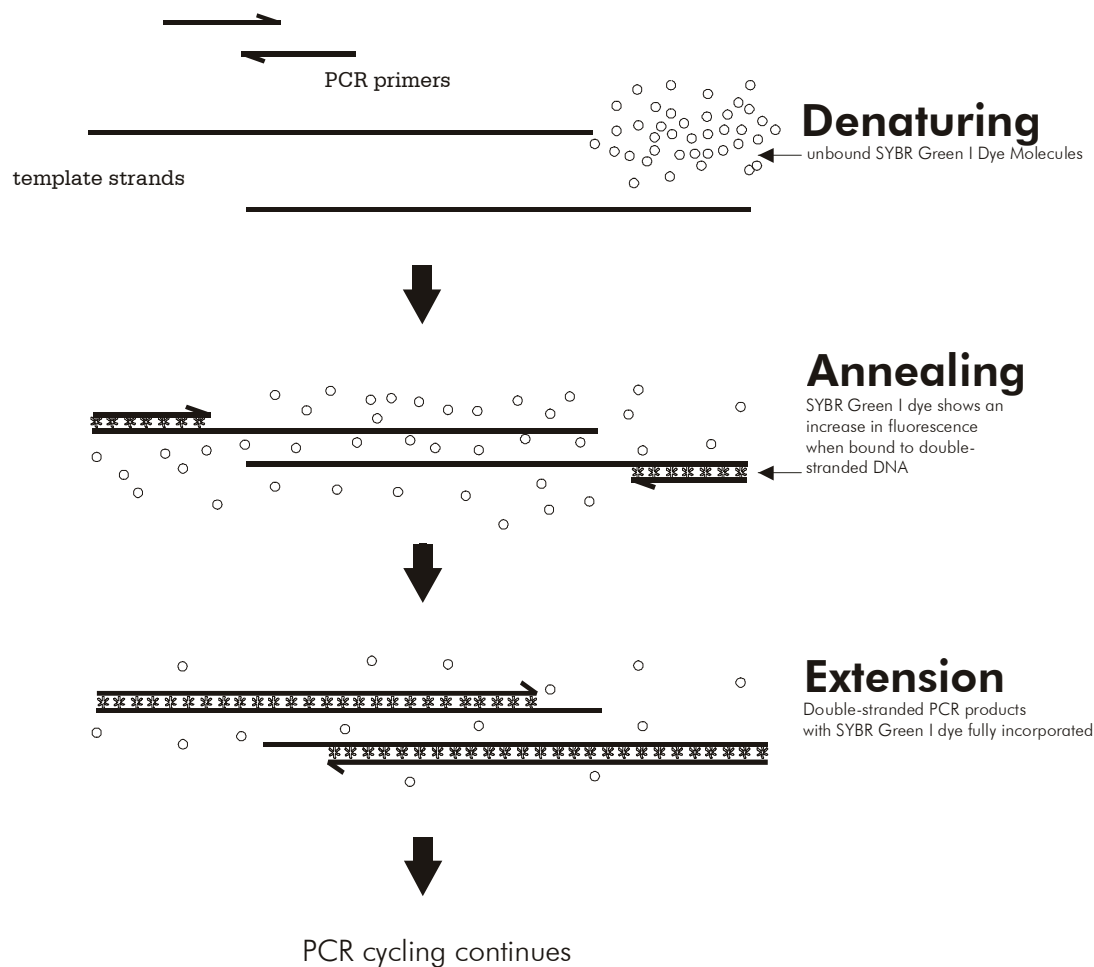 PCR primers
Denaturing
unbound SYBR Green I Dye Molecules
template strands
Annealing
SYBR Green I dye shows an
increase in fluorescence
when bound to double-
stranded DNA
Extension
Double-stranded PCR products
with SYBR Green I dye fully incorporated
PCR cycling continues